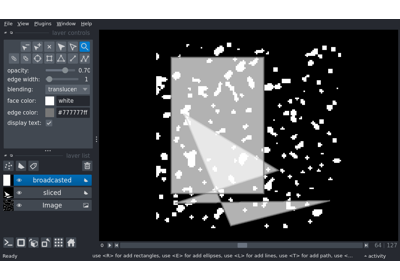 File View Plugins Window Help
layer controls
opacity: 0.70
edge width: 1
blending: translucen
face color: white
edge color: #777777ff
display text: ✓
layer list
broadcasted
sliced
Image
64 127
Ready
use <R> for add rectangles, use <E> for add ellipses, use <L> for add lines, use <T> for add path, use <...
activity